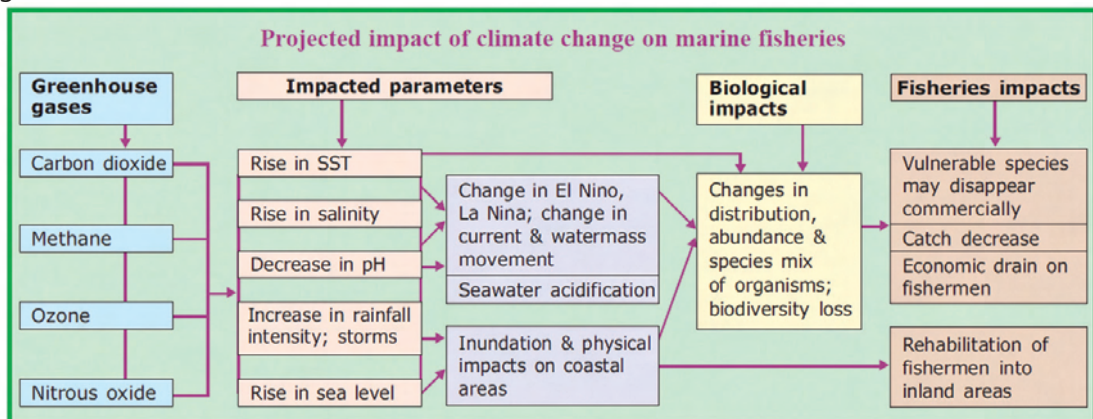 Projected impact of climate change on marine fisheries
Greenhouse
gases
Carbon dioxide
Methane
Ozone
Nitrous oxide
Impacted parameters
Rise in SST
Rise in salinity
Decrease in pH
Increase in rainfall
intensity; storms
Rise in sea level
Change in El Nino,
La Nina; change in
current & watermass
movement
Seawater acidification
Inundation & physical
impacts on coastal
areas
Biological
impacts
Changes in
distribution,
abundance &
species mix
of organisms;
biodiversity loss
Fisheries impacts
Vulnerable species
may disappear
commercially
Catch decrease
Economic drain on
fishermen
Rehabilitation of
fishermen into
inland areas